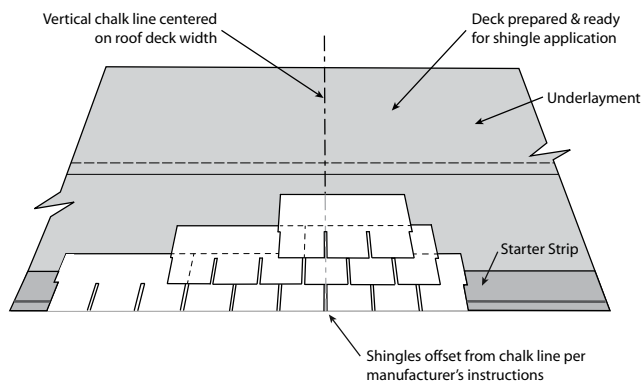 Vertical chalk line centered
on roof deck width
Deck prepared & ready
for shingle application
Underlayment
Starter Strip
Shingles offset from chalk line per
manufacturer's instructions